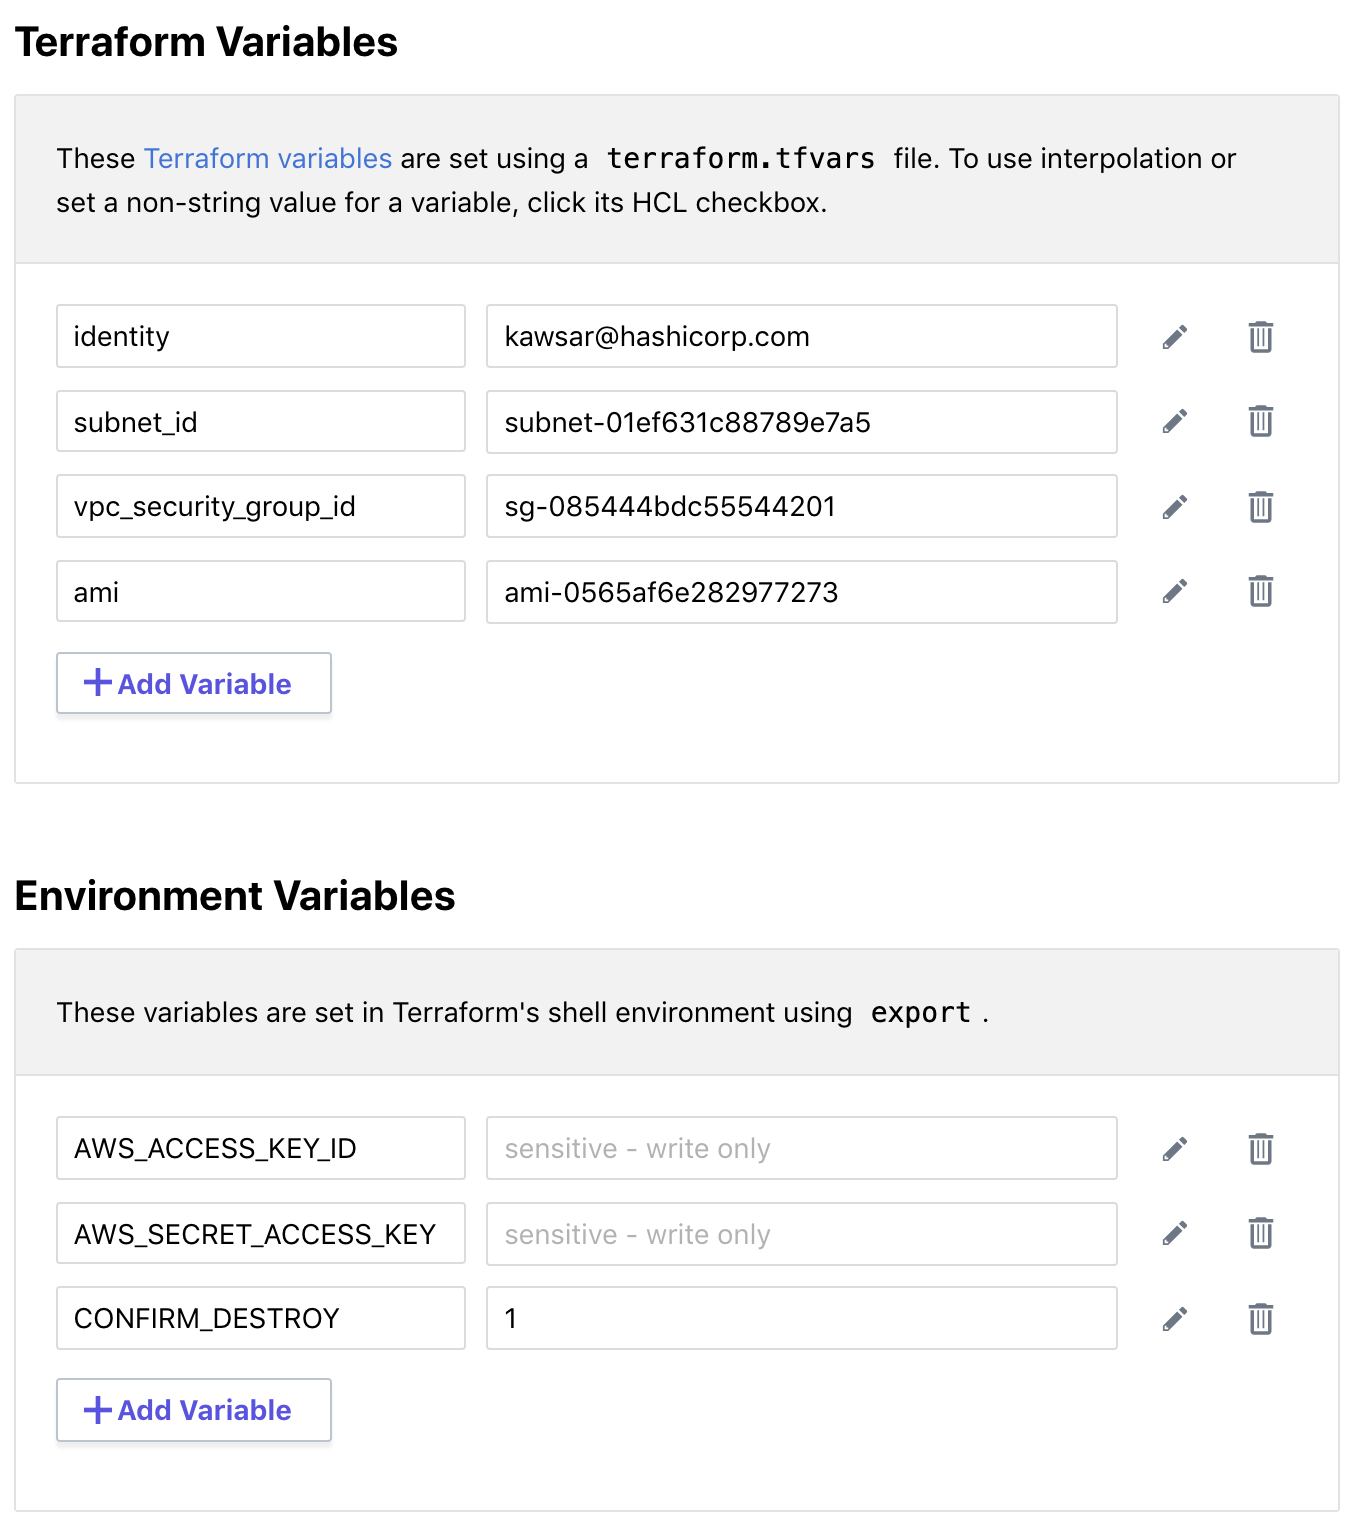 Terraform Variables
These Terraform variables are set using a terraform.tfvars file. To use interpolation or
set a non-string value for a variable, click its HCL checkbox.
identity kawsar@hashicorp.com
subnet_id subnet-01ef631c88789e7a5
vpc_security_group_id sg-085444bdc55544201
ami ami-0565af6e282977273
+ Add Variable
Environment Variables
These variables are set in Terraform's shell environment using export .
AWS_ACCESS_KEY_ID sensitive - write only
AWS_SECRET_ACCESS_KEY sensitive - write only
CONFIRM_DESTROY 1
+ Add Variable